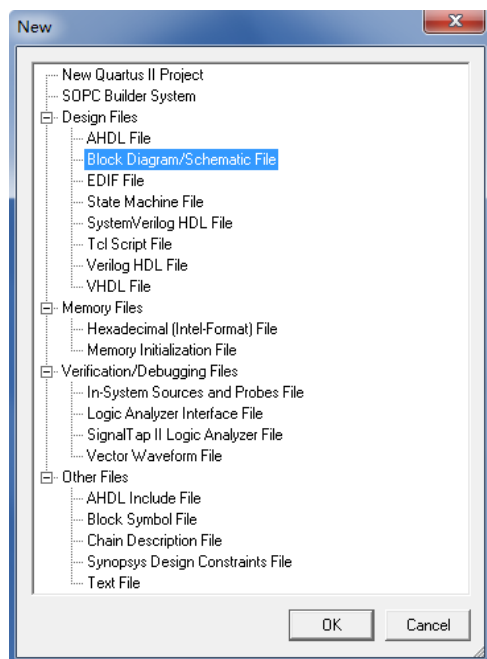 New
New Quartus II Project
SOPC Builder System
Design Files
AHDL File
Block Diagram/Schematic File
EDIF File
State Machine File
SystemVerilog HDL File
Tcl Script File
Verilog HDL File
VHDL File
Memory Files
Hexadecimal (Intel-Format) File
Memory Initialization File
Verification/Debugging Files
In-System Sources and Probes File
Logic Analyzer Interface File
SignalTap II Logic Analyzer File
Vector Waveform File
Other Files
AHDL Include File
Block Symbol File
Chain Description File
Synopsys Design Constraints File
Text File
OK Cancel